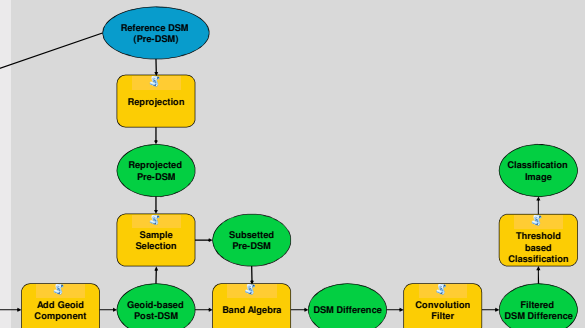 Reference DSM
(Pre-DSM)
Reprojection
Reprojected
Pre-DSM
Classification
Image
Sample
Selection
Subsetted
Pre-DSM
Threshold
based
Classification
Add Geoid
Component
Geoid-based
Post-DSM
Band Algebra
DSM Difference
Convolution
Filter
Filtered
DSM Difference